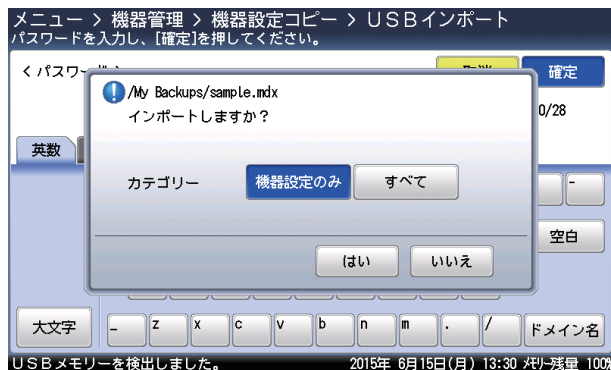 メニュー > 機器管理 > 機器設定コピー > USBインポート
パスワードを入力し、[確定]を押してください。
<パスワー
確定
/My Backups/sample.mdx
インポートしますか?
0/28
英数
カテゴリー 機器設定のみ すべて
-
空白
はい いいえ
大文字 _ z x c v b n m . / ドメイン名
USBメモリーを検出しました。 2015年 6月15日(月) 13:30 メモリー残量 100%